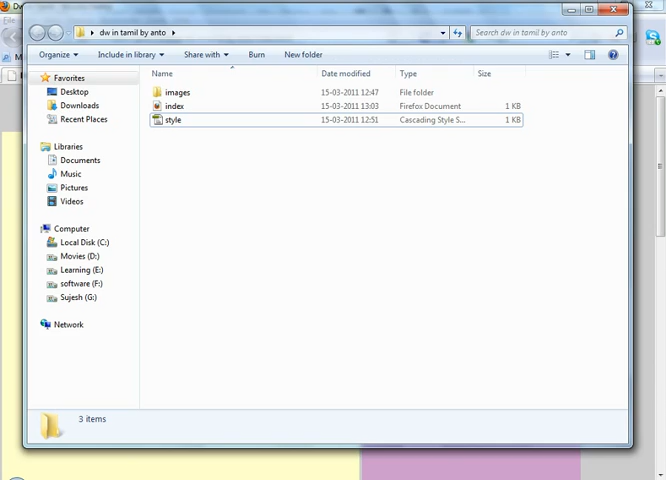 dw in tamil by anto
Search dw in tamil by anto
Organize Include in library Share with Burn New folder
Name Date modified Type Size
Favorites
Desktop
Downloads
Recent Places
Libraries
Documents
Music
Pictures
Videos
Computer
Local Disk (C:)
Movies (D:)
Learning (E:)
software (F:)
Sujesh (G:)
Network
images 15-03-2011 12:47 File folder
index 15-03-2011 13:03 Firefox Document 1 KB
style 15-03-2011 12:51 Cascading Style S... 1 KB
3 items